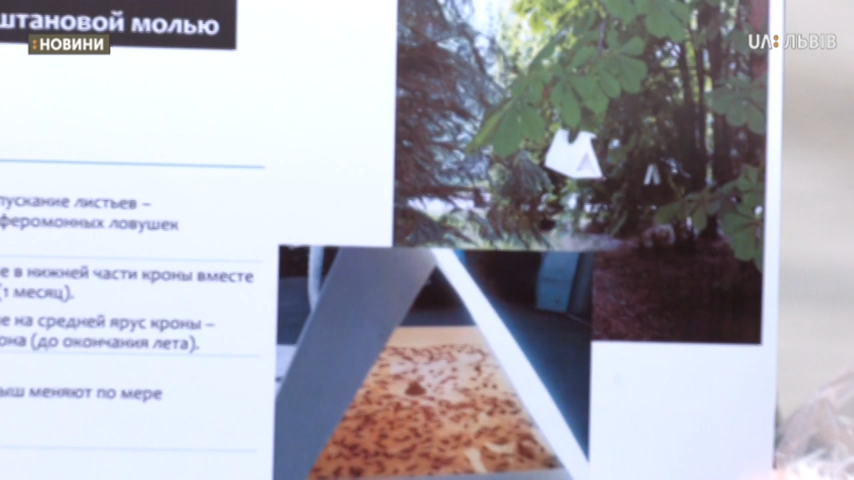 штановой молью
:НОВИНИ
UA: ЛЬВІВ
пускание листьев –
феромонных ловушек
е в нижней части кроны вместе
(1 месяц).
е на средней ярус кроны –
она (до окончания лета).
ыш меняют по мере